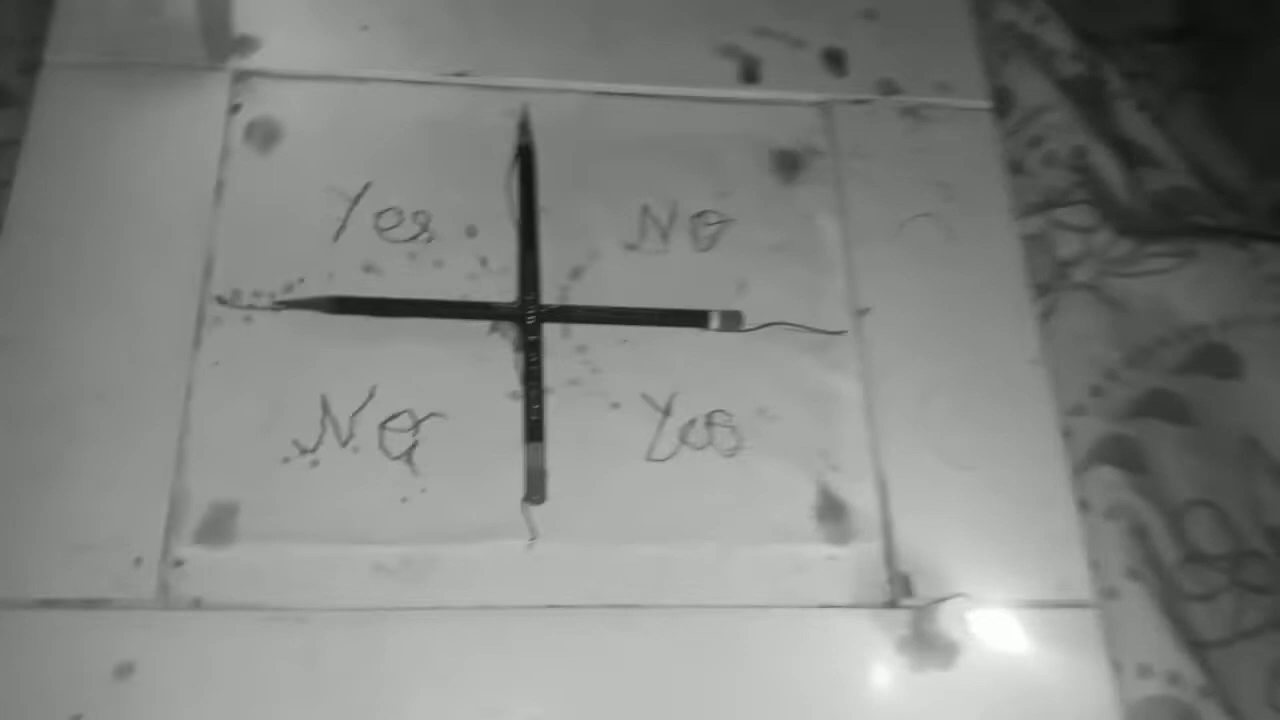 Yes No
No Yes